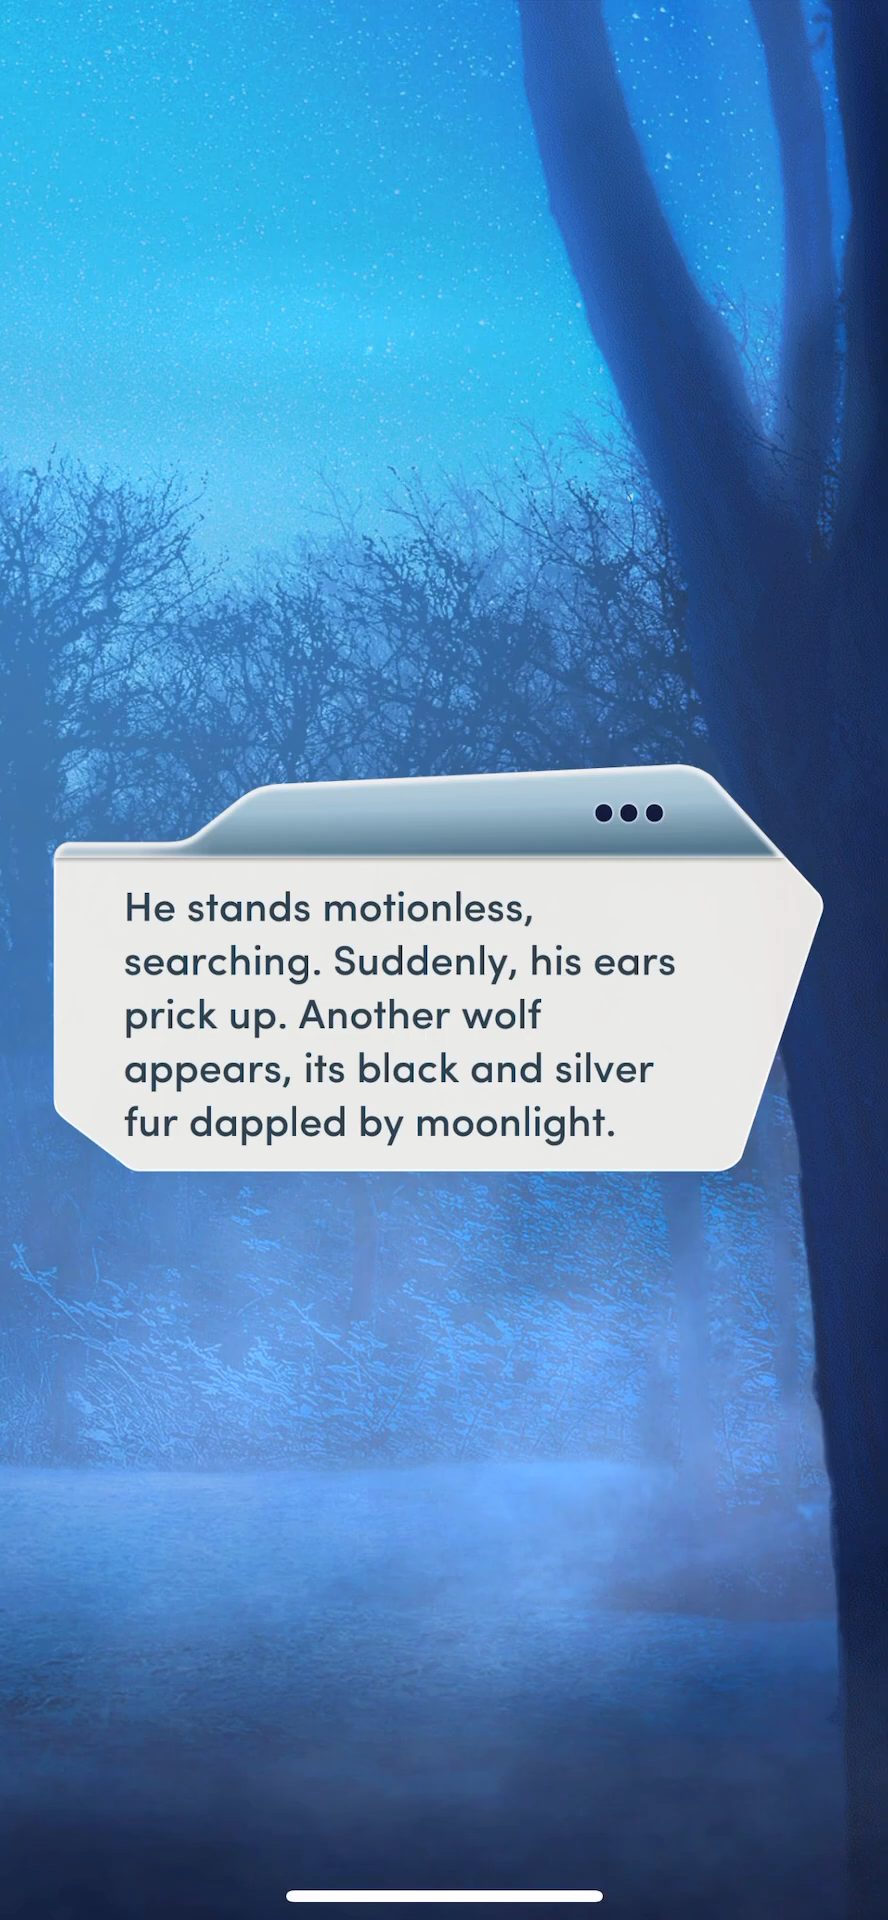 He stands motionless,
searching. Suddenly, his ears
prick up. Another wolf
appears, its black and silver
fur dappled by moonlight.